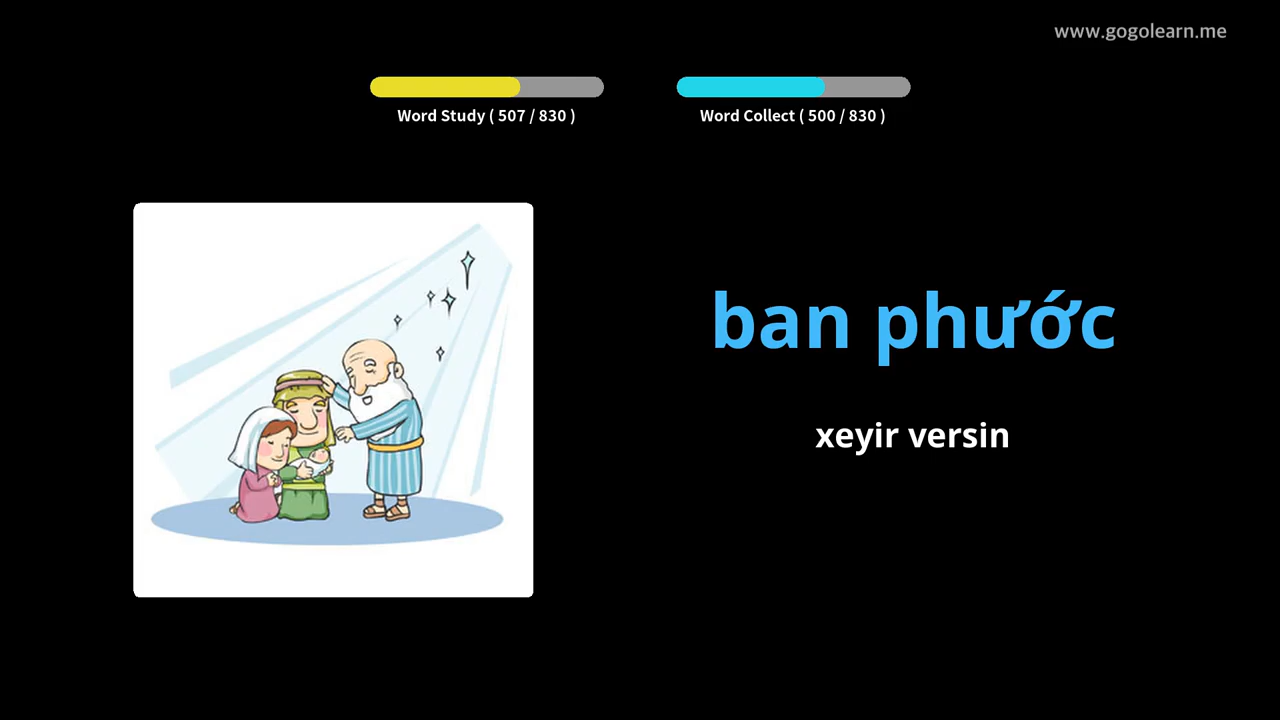 www.gogolearn.me
Word Study ( 507 / 830 )
Word Collect ( 500 / 830 )
ban phước
xeyir versin